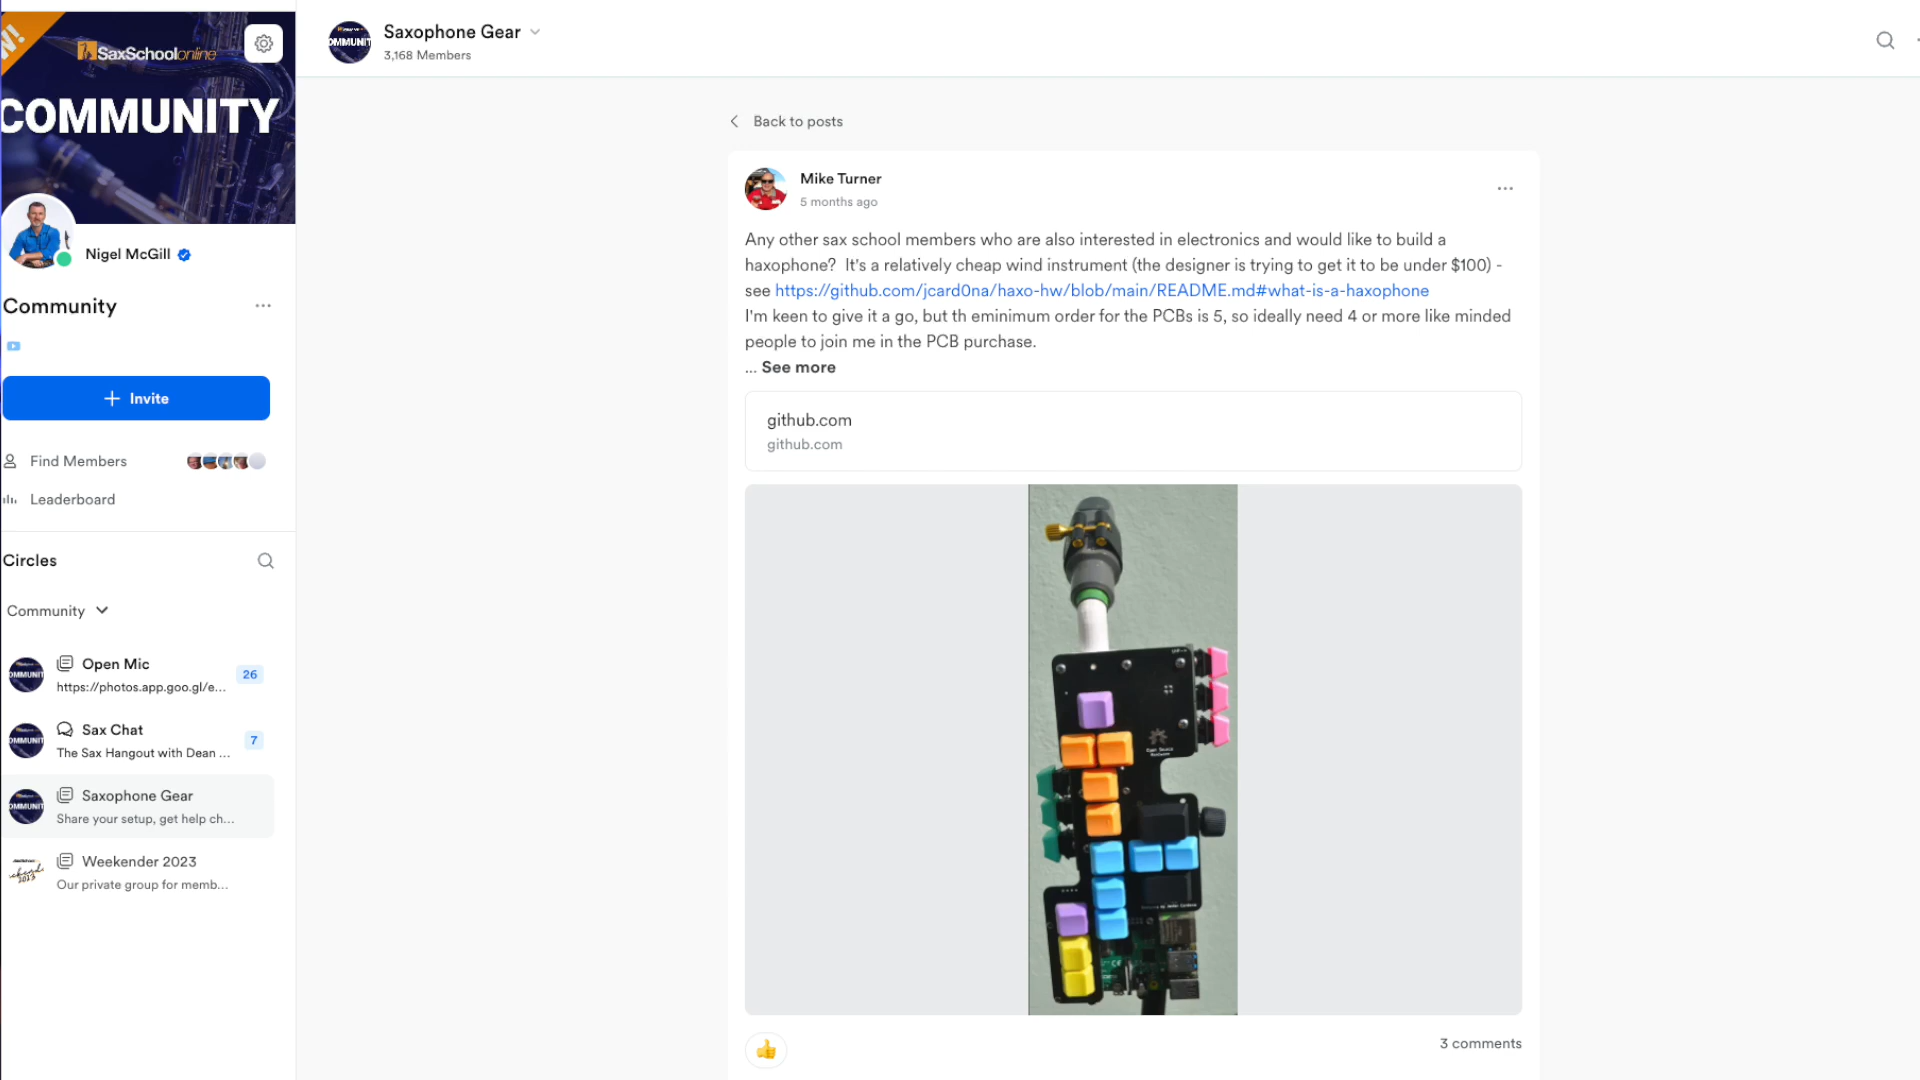 SaxSchoolonline
COMMUNITY
Nigel McGill
Community
Invite
Find Members
Leaderboard
Circles
Community
Open Mic
26
https://photos.app.goo.gl/e...
Sax Chat
7
The Sax Hangout with Dean ...
Saxophone Gear
Share your setup, get help ch...
Weekender 2023
Our private group for memb...
Saxophone Gear
3,168 Members
Back to posts
Mike Turner
5 months ago
Any other sax school members who are also interested in electronics and would like to build a
haxophone?  It's a relatively cheap wind instrument (the designer is trying to get it to be under $100) -
see https://github.com/jcard0na/haxo-hw/blob/main/README.md#what-is-a-haxophone
I'm keen to give it a go, but th eminimum order for the PCBs is 5, so ideally need 4 or more like minded
people to join me in the PCB purchase.
... See more
github.com
github.com
3 comments